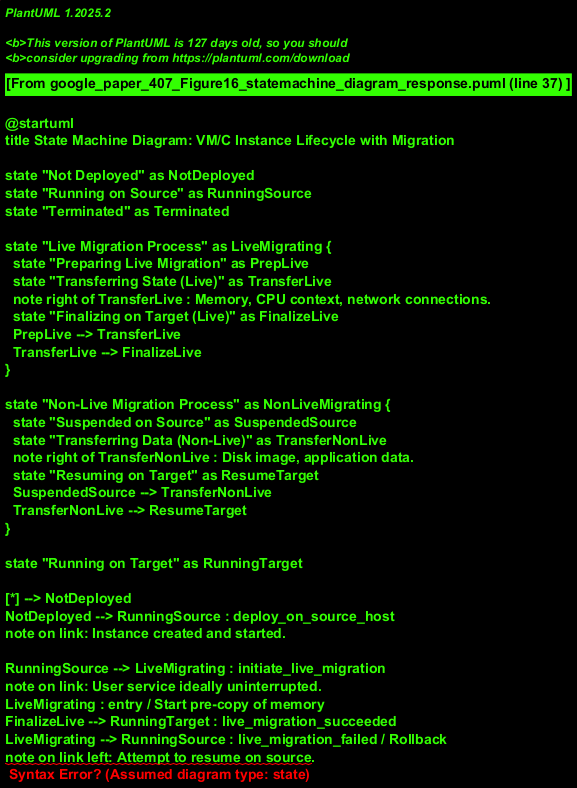 PlantUML 1.2025.2
<b>This version of PlantUML is 127 days old, so you should
<b>consider upgrading from https://plantuml.com/download
[From google_paper_407_Figure16_statemachine_diagram_response.puml (line 37) ]
@startuml
title State Machine Diagram: VM/C Instance Lifecycle with Migration
state "Not Deployed" as NotDeployed
state "Running on Source" as RunningSource
state "Terminated" as Terminated
state "Live Migration Process" as LiveMigrating {
state "Preparing Live Migration" as PrepLive
state "Transferring State (Live)" as TransferLive
note right of TransferLive : Memory, CPU context, network connections.
state "Finalizing on Target (Live)" as FinalizeLive
PrepLive --> TransferLive
TransferLive --> FinalizeLive
}
state "Non-Live Migration Process" as NonLiveMigrating {
state "Suspended on Source" as SuspendedSource
state "Transferring Data (Non-Live)" as TransferNonLive
note right of TransferNonLive : Disk image, application data.
state "Resuming on Target" as ResumeTarget
SuspendedSource --> TransferNonLive
TransferNonLive --> ResumeTarget
}
state "Running on Target" as RunningTarget
[*] --> NotDeployed
NotDeployed --> RunningSource : deploy_on_source_host
note on link: Instance created and started.
RunningSource --> LiveMigrating : initiate_live_migration
note on link: User service ideally uninterrupted.
LiveMigrating : entry / Start pre-copy of memory
FinalizeLive --> RunningTarget : live_migration_succeeded
LiveMigrating --> RunningSource : live_migration_failed / Rollback
note on link left: Attempt to resume on source.
Syntax Error? (Assumed diagram type: state)